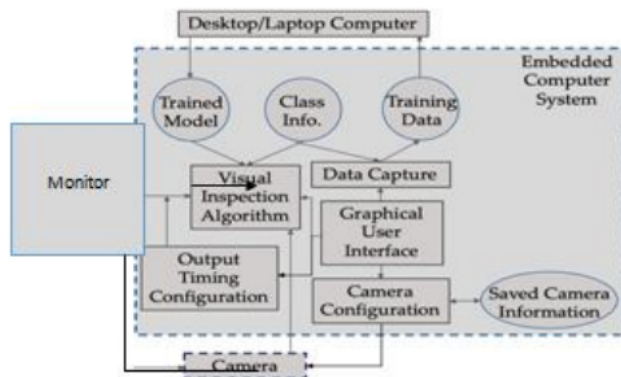 Desktop/Laptop Computer
Embedded
Computer
System
Trained
Model
Class
Info.
Training
Data
Monitor
Visual
Inspection
Algorithm
Data Capture
Graphical
User
Interface
Output
Timing
Configuration
Camera
Configuration
Saved Camera
Information
Camera